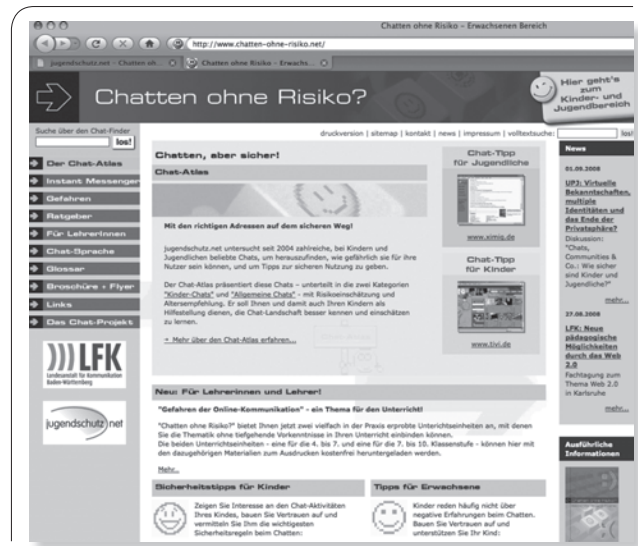 Chatten ohne Risiko – Erwachsenen Bereich
http://www.chatten-ohne-risiko.net/
jugendschutz.net - Chatten oh...
Chatten ohne Risiko - Erwachs...
Chatten ohne Risiko?
Hier geht's
zum
Kinder- und
Jugendbereich
Suche über den Chat-Finder
los!
druckversion | sitemap | kontakt | news | impressum | volltextsuche:
los!
Der Chat-Atlas
Instant Messenger
Gefahren
Ratgeber
Für LehrerInnen
Chat-Sprache
Glossar
Broschüre + Flyer
Links
Das Chat-Projekt
LFK
Landesanstalt für Kommunikation
Baden-Württemberg
jugendschutz net
Chatten, aber sicher!
Chat-Atlas
Mit den richtigen Adressen auf dem sicheren Weg!
jugendschutz.net untersucht seit 2004 zahlreiche, bei Kindern und
Jugendlichen beliebte Chats, um herauszufinden, wie gefährlich sie für ihre
Nutzer sein können, und um Tipps zur sicheren Nutzung zu geben.
Der Chat-Atlas präsentiert diese Chats - unterteilt in die zwei Kategorien
"Kinder-Chats" und "Allgemeine Chats" - mit Risikoeinschätzung und
Altersempfehlung. Er soll Ihnen und damit auch Ihren Kindern als
Hilfestellung dienen, die Chat-Landschaft besser kennen und einschätzen
zu lernen.
→ Mehr über den Chat-Atlas erfahren...
Chat-Tipp
für Jugendliche
www.ximig.de
Chat-Tipp
für Kinder
www.tivi.de
Neu: Für Lehrerinnen und Lehrer!
"Gefahren der Online-Kommunikation" - ein Thema für den Unterricht!
"Chatten ohne Risiko?" bietet Ihnen jetzt zwei vielfach in der Praxis erprobte Unterrichtseinheiten an, mit denen
Sie die Thematik ohne tiefgehende Vorkenntnisse in Ihren Unterricht einbinden können.
Die beiden Unterrichtseinheiten - eine für die 4. bis 7. und eine für die 7. bis 10. Klassenstufe - können hier mit
den dazugehörigen Materialien zum Ausdrucken kostenfrei heruntergeladen werden.
Mehr...
Sicherheitstipps für Kinder
Zeigen Sie Interesse an den Chat-Aktivitäten
Ihres Kindes, bauen Sie Vertrauen auf und
vermitteln Sie Ihm die wichtigsten
Sicherheitsregeln beim Chatten:
Tipps für Erwachsene
Kinder reden häufig nicht über
negative Erfahrungen beim Chatten.
Bauen Sie Vertrauen auf und
unterstützen Sie Ihr Kind:
News
01.09.2008
UPJ: Virtuelle
Bekanntschaften,
multiple
Identitäten und
das Ende der
Privatsphäre?
Diskussion:
"Chats,
Communities &
Co.: Wie sicher
sind Kinder und
Jugendliche?"
mehr...
27.08.2008
LFK: Neue
pädagogische
Möglichkeiten
durch das Web
2.0
Fachtagung zum
Thema Web 2.0
in Karlsruhe
mehr...
Ausführliche
Informationen